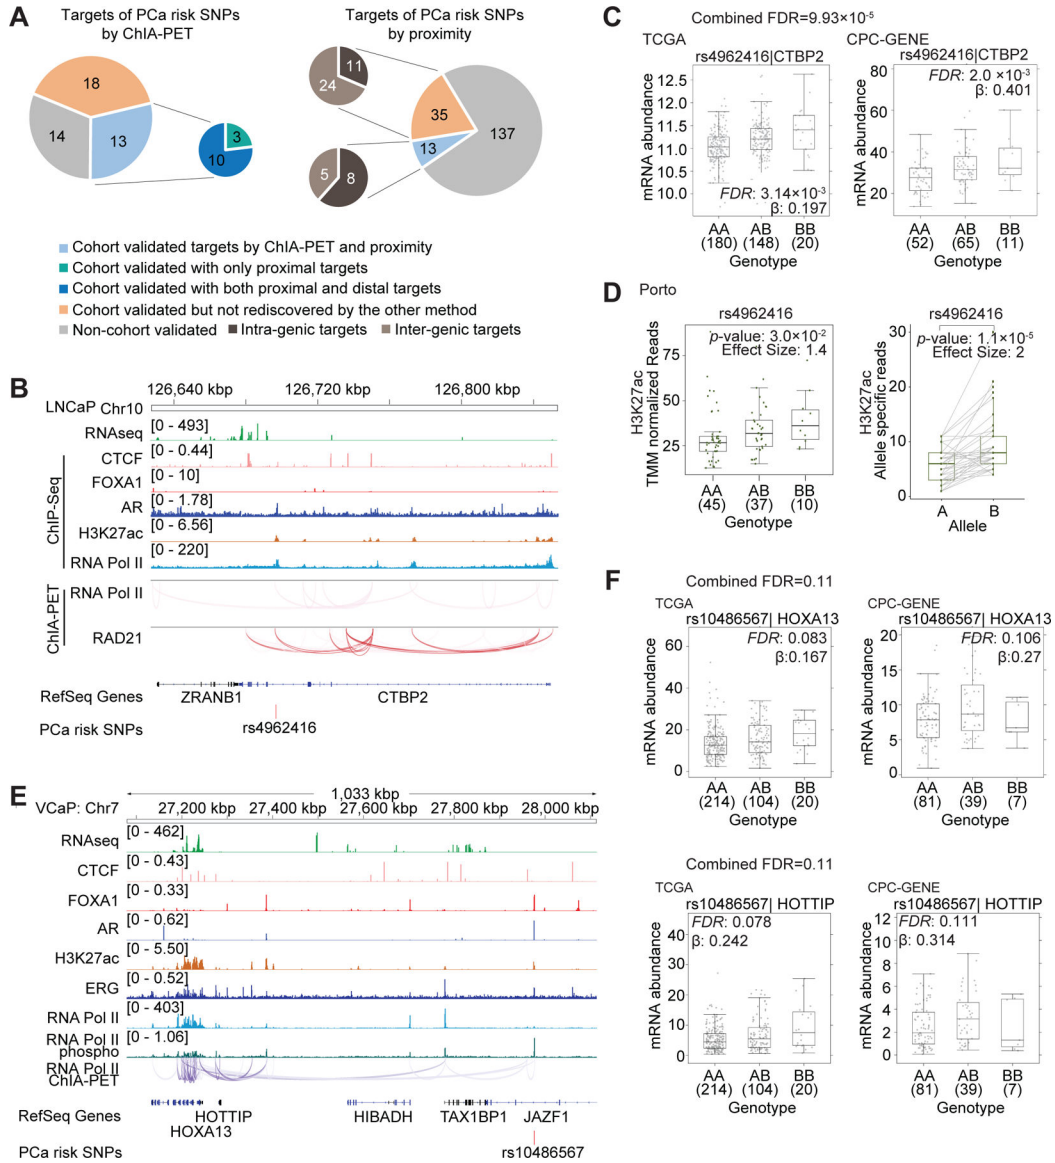 A
Targets of PCa risk SNPs
by ChIA-PET
Targets of PCa risk SNPs
by proximity
18
14
13
3
10
11
24
35
13
137
5
8
Cohort validated targets by ChIA-PET and proximity
Cohort validated with only proximal targets
Cohort validated with both proximal and distal targets
Cohort validated but not rediscovered by the other method
Non-cohort validated
Intra-genic targets
Inter-genic targets
B
126,640 kbp
126,720 kbp
126,800 kbp
LNCaP Chr10
RNAseq
[0 - 493]
ChIP-Seq
CTCF
[0 - 0.44]
FOXA1
[0 - 10]
AR
[0 - 1.78]
H3K27ac
[0 - 6.56]
RNA Pol II
[0 - 220]
ChIA-PET
RNA Pol II
RAD21
RefSeq Genes
ZRANB1
CTBP2
PCa risk SNPs
rs4962416
C
Combined FDR=9.93×10-5
TCGA
rs4962416|CTBP2
mRNA abundance
12.5
12.0
11.5
11.0
10.5
10.0
FDR: 3.14×10-3
β: 0.197
AA
AB
BB
(180)
(148)
(20)
Genotype
CPC-GENE
rs4962416|CTBP2
FDR: 2.0 ×10-3
β: 0.401
mRNA abundance
80
60
40
20
AA
AB
BB
(52)
(65)
(11)
Genotype
D
Porto
rs4962416
p-value: 3.0×10-2
Effect Size: 1.4
H3K27ac
TMM normalized Reads
75
50
25
AA
AB
BB
(45)
(37)
(10)
Genotype
rs4962416
p-value: 1.1×10-5
Effect Size: 2
H3K27ac
Allele specific reads
30
20
10
0
A
B
Allele
E
1,033 kbp
VCaP: Chr7
27,200 kbp
27,400 kbp
27,600 kbp
27,800 kbp
28,000 kbp
RNAseq
[0 - 462]
CTCF
[0 - 0.43]
FOXA1
[0 - 0.33]
AR
[0 - 0.62]
H3K27ac
[0 - 5.50]
ERG
[0 - 0.52]
RNA Pol II
[0 - 403]
RNA Pol II
phospho
[0 - 1.06]
RNA Pol II
ChIA-PET
RefSeq Genes
HOTTIP
HOXA13
HIBADH
TAX1BP1
JAZF1
PCa risk SNPs
rs10486567
F
Combined FDR=0.11
TCGA
rs10486567| HOXA13
FDR: 0.083
β:0.167
mRNA abundance
60
40
20
0
AA
AB
BB
(214)
(104)
(20)
Genotype
CPC-GENE
rs10486567| HOXA13
FDR: 0.106
β:0.27
mRNA abundance
20
15
10
5
0
AA
AB
BB
(81)
(39)
(7)
Genotype
Combined FDR=0.11
TCGA
rs10486567| HOTTIP
FDR: 0.078
β: 0.242
mRNA abundance
40
30
20
10
0
AA
AB
BB
(214)
(104)
(20)
Genotype
CPC-GENE
rs10486567| HOTTIP
FDR: 0.111
β: 0.314
mRNA abundance
12
10
8
6
4
2
0
AA
AB
BB
(81)
(39)
(7)
Genotype